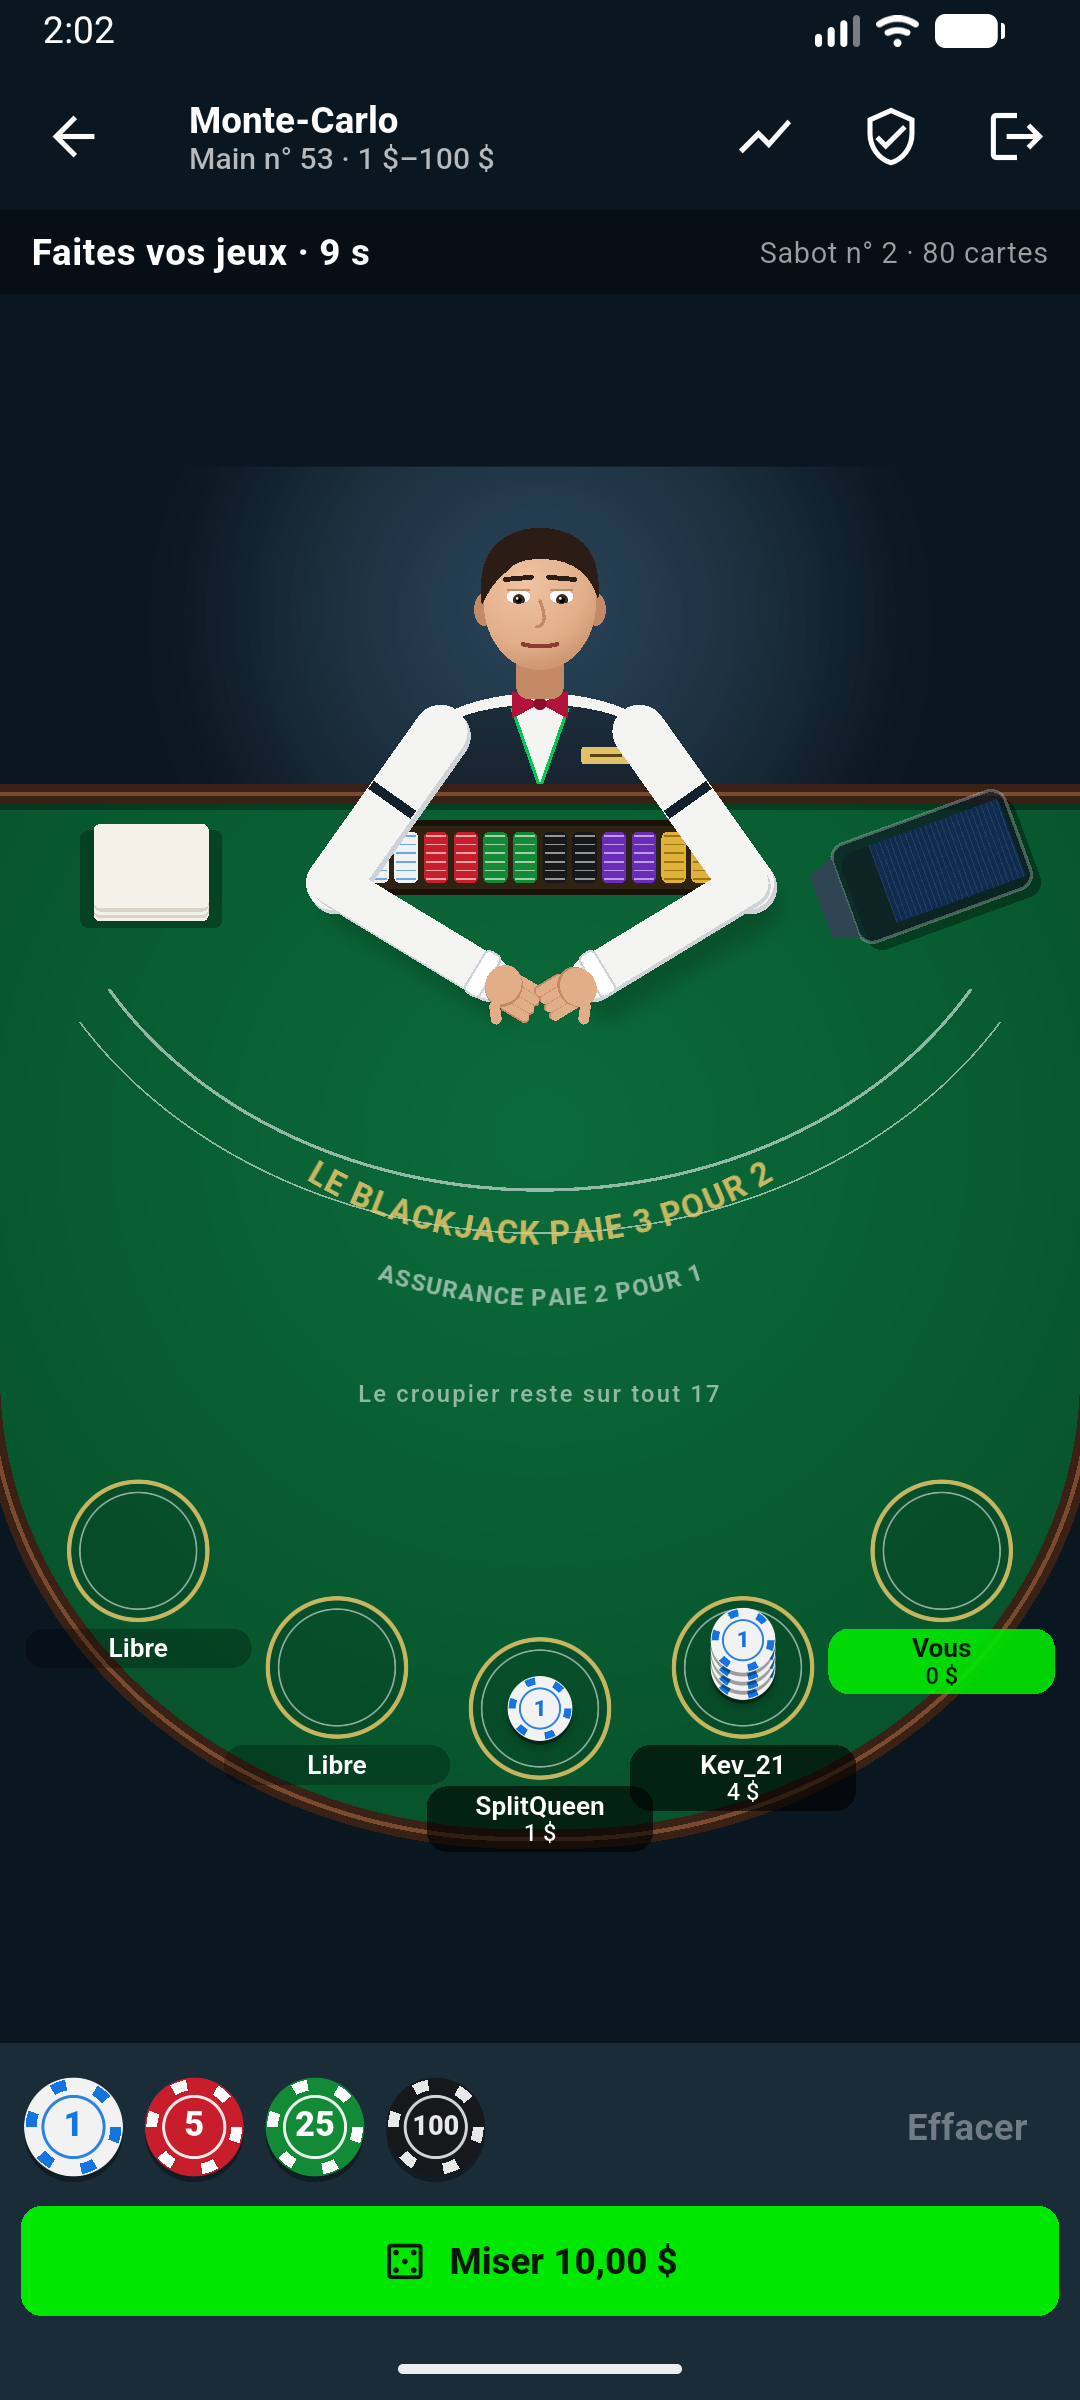 2:02
Monte-Carlo
Main n° 53 · 1 $–100 $
Faites vos jeux · 9 s
Sabot n° 2 · 80 cartes
LE BLACKJACK PAIE 3 POUR 2
ASSURANCE PAIE 2 POUR 1
Le croupier reste sur tout 17
Libre
Libre
1
SplitQueen
1 $
1
Kev_21
4 $
Vous
0 $
1
5
25
100
Effacer
Miser 10,00 $